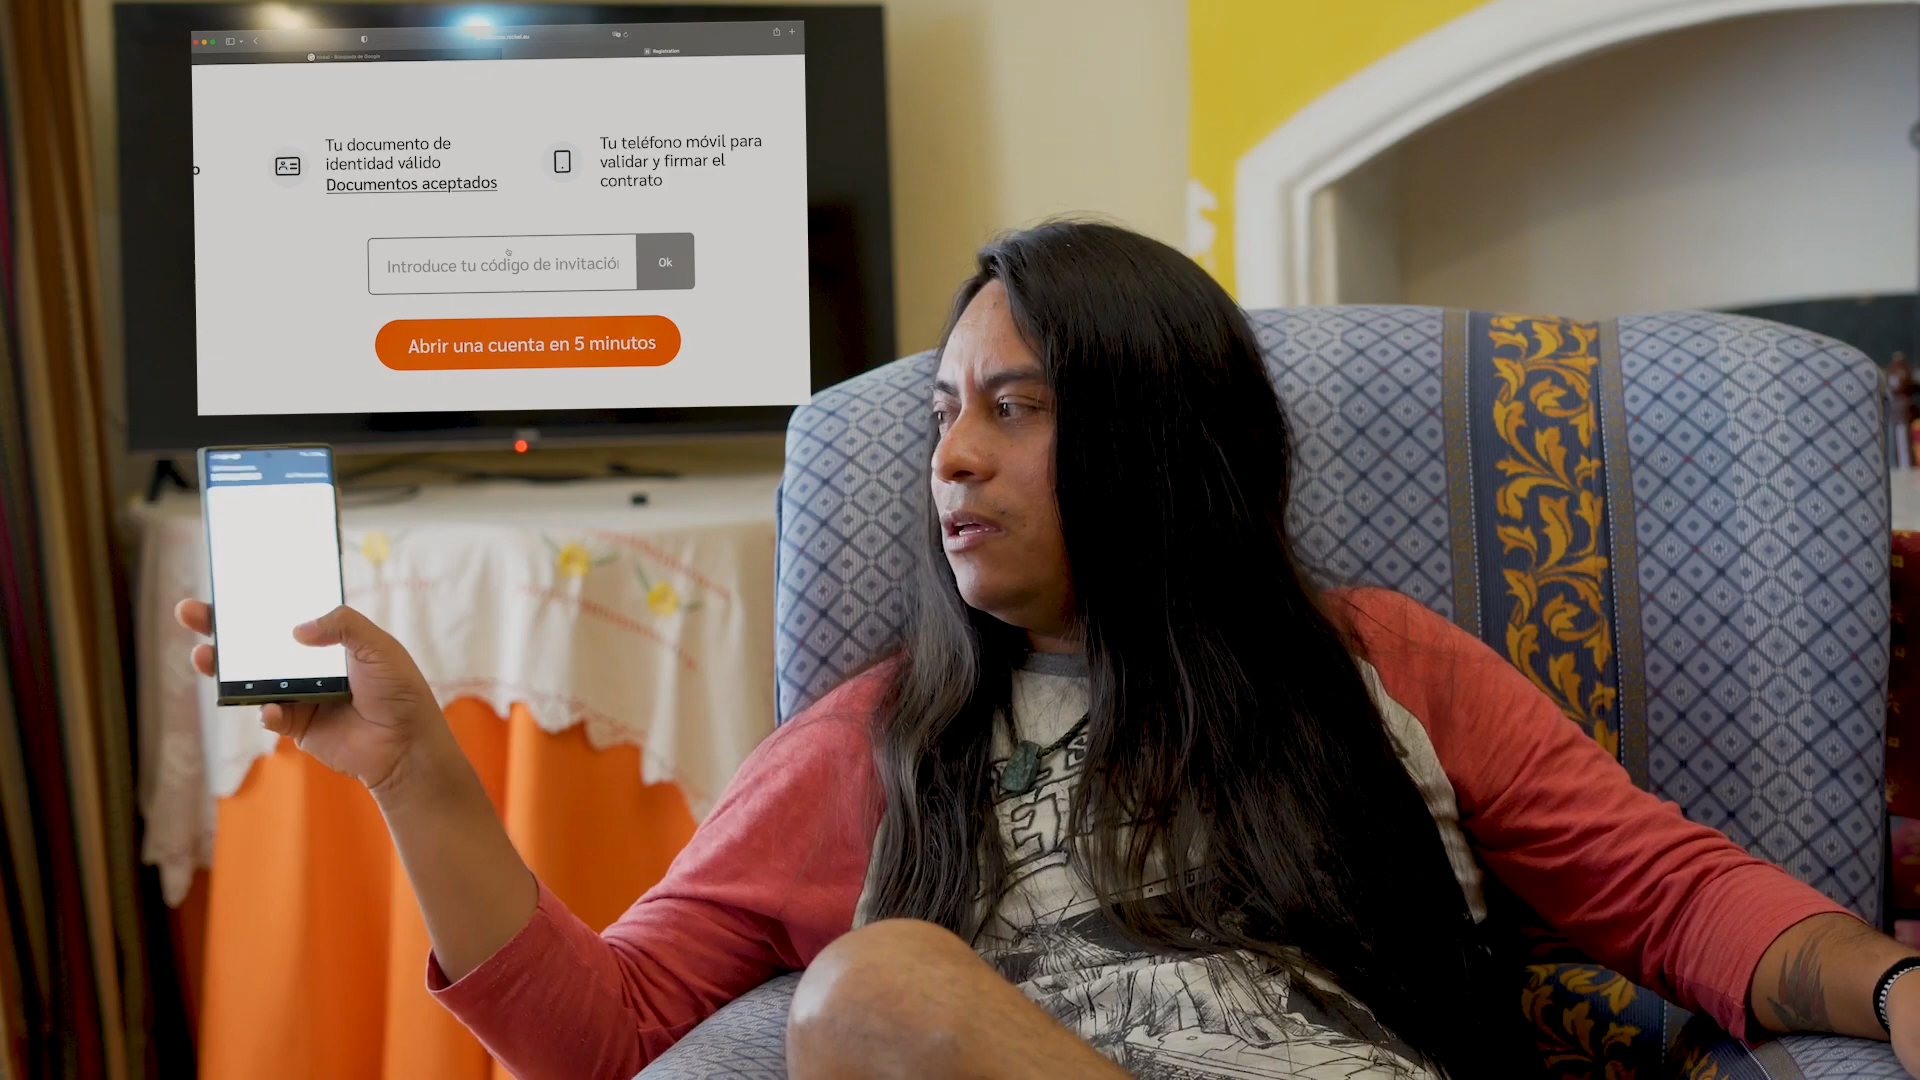 Registration
Tu documento de
identidad válido
Documentos aceptados
Tu teléfono móvil para
validar y firmar el
contrato
Introduce tu código de invitació
Ok
Abrir una cuenta en 5 minutos